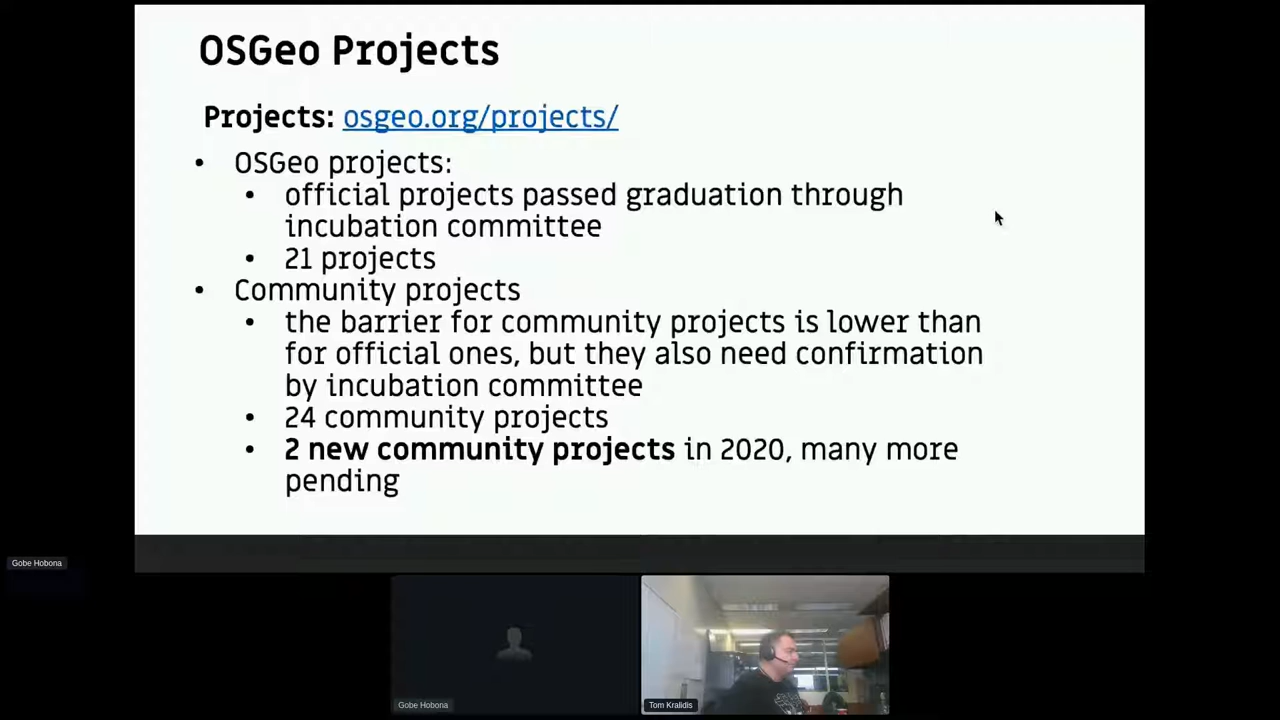 OSGeo Projects
Projects: osgeo.org/projects/
• OSGeo projects:
• official projects passed graduation through
incubation committee
• 21 projects
• Community projects
• the barrier for community projects is lower than
for official ones, but they also need confirmation
by incubation committee
• 24 community projects
• 2 new community projects in 2020, many more
pending
Gobe Hobona
Gobe Hobona
Tom Kralidis